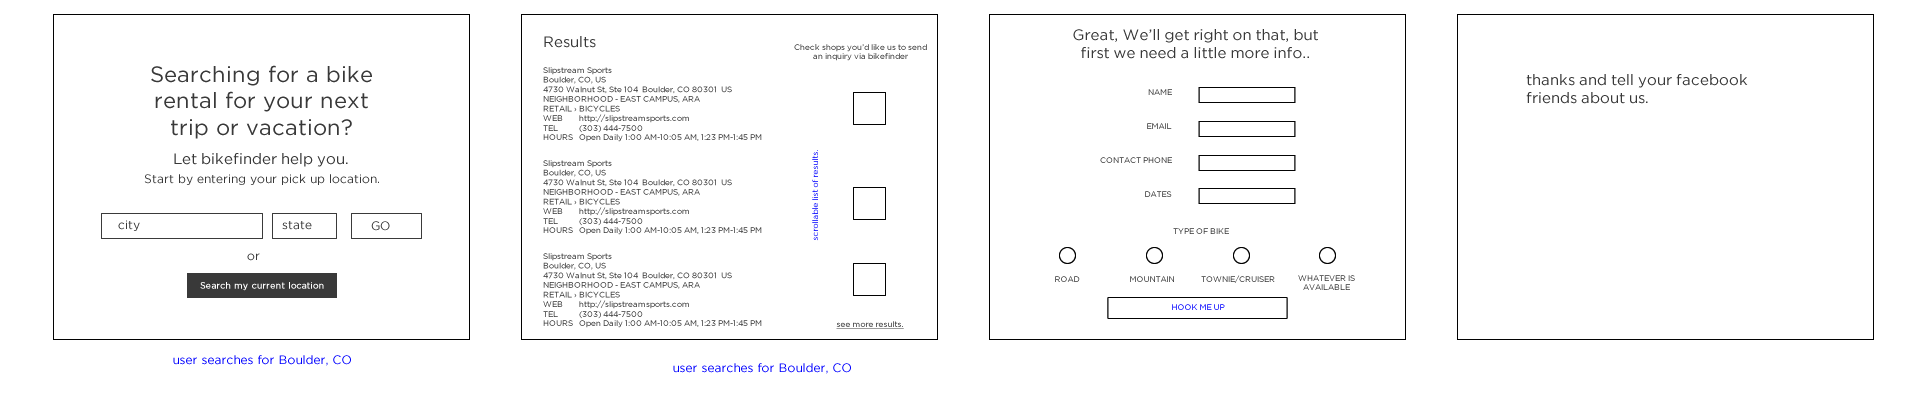 Searching for a bike
rental for your next
trip or vacation?
Let bikefinder help you.
Start by entering your pick up location.
city
state
GO
or
Search my current location
user searches for Boulder, CO
Results
Check shops you'd like us to send
an inquiry via bikefinder
Slipstream Sports
Boulder, CO, US
4730 Walnut St, Ste 104 Boulder, CO 80301 US
NEIGHBORHOOD - EAST CAMPUS, ARA
RETAIL › BICYCLES
WEB http://slipstreamsports.com
TEL (303) 444-7500
HOURS Open Daily 1:00 AM-10:05 AM, 1:23 PM-1:45 PM
Slipstream Sports
Boulder, CO, US
4730 Walnut St, Ste 104 Boulder, CO 80301 US
NEIGHBORHOOD - EAST CAMPUS, ARA
RETAIL › BICYCLES
WEB http://slipstreamsports.com
TEL (303) 444-7500
HOURS Open Daily 1:00 AM-10:05 AM, 1:23 PM-1:45 PM
Slipstream Sports
Boulder, CO, US
4730 Walnut St, Ste 104 Boulder, CO 80301 US
NEIGHBORHOOD - EAST CAMPUS, ARA
RETAIL › BICYCLES
WEB http://slipstreamsports.com
TEL (303) 444-7500
HOURS Open Daily 1:00 AM-10:05 AM, 1:23 PM-1:45 PM
scrollable list of results.
see more results.
user searches for Boulder, CO
Great, We'll get right on that, but
first we need a little more info..
NAME
EMAIL
CONTACT PHONE
DATES
TYPE OF BIKE
ROAD
MOUNTAIN
TOWNIE/CRUISER
WHATEVER IS
AVAILABLE
HOOK ME UP
thanks and tell your facebook
friends about us.